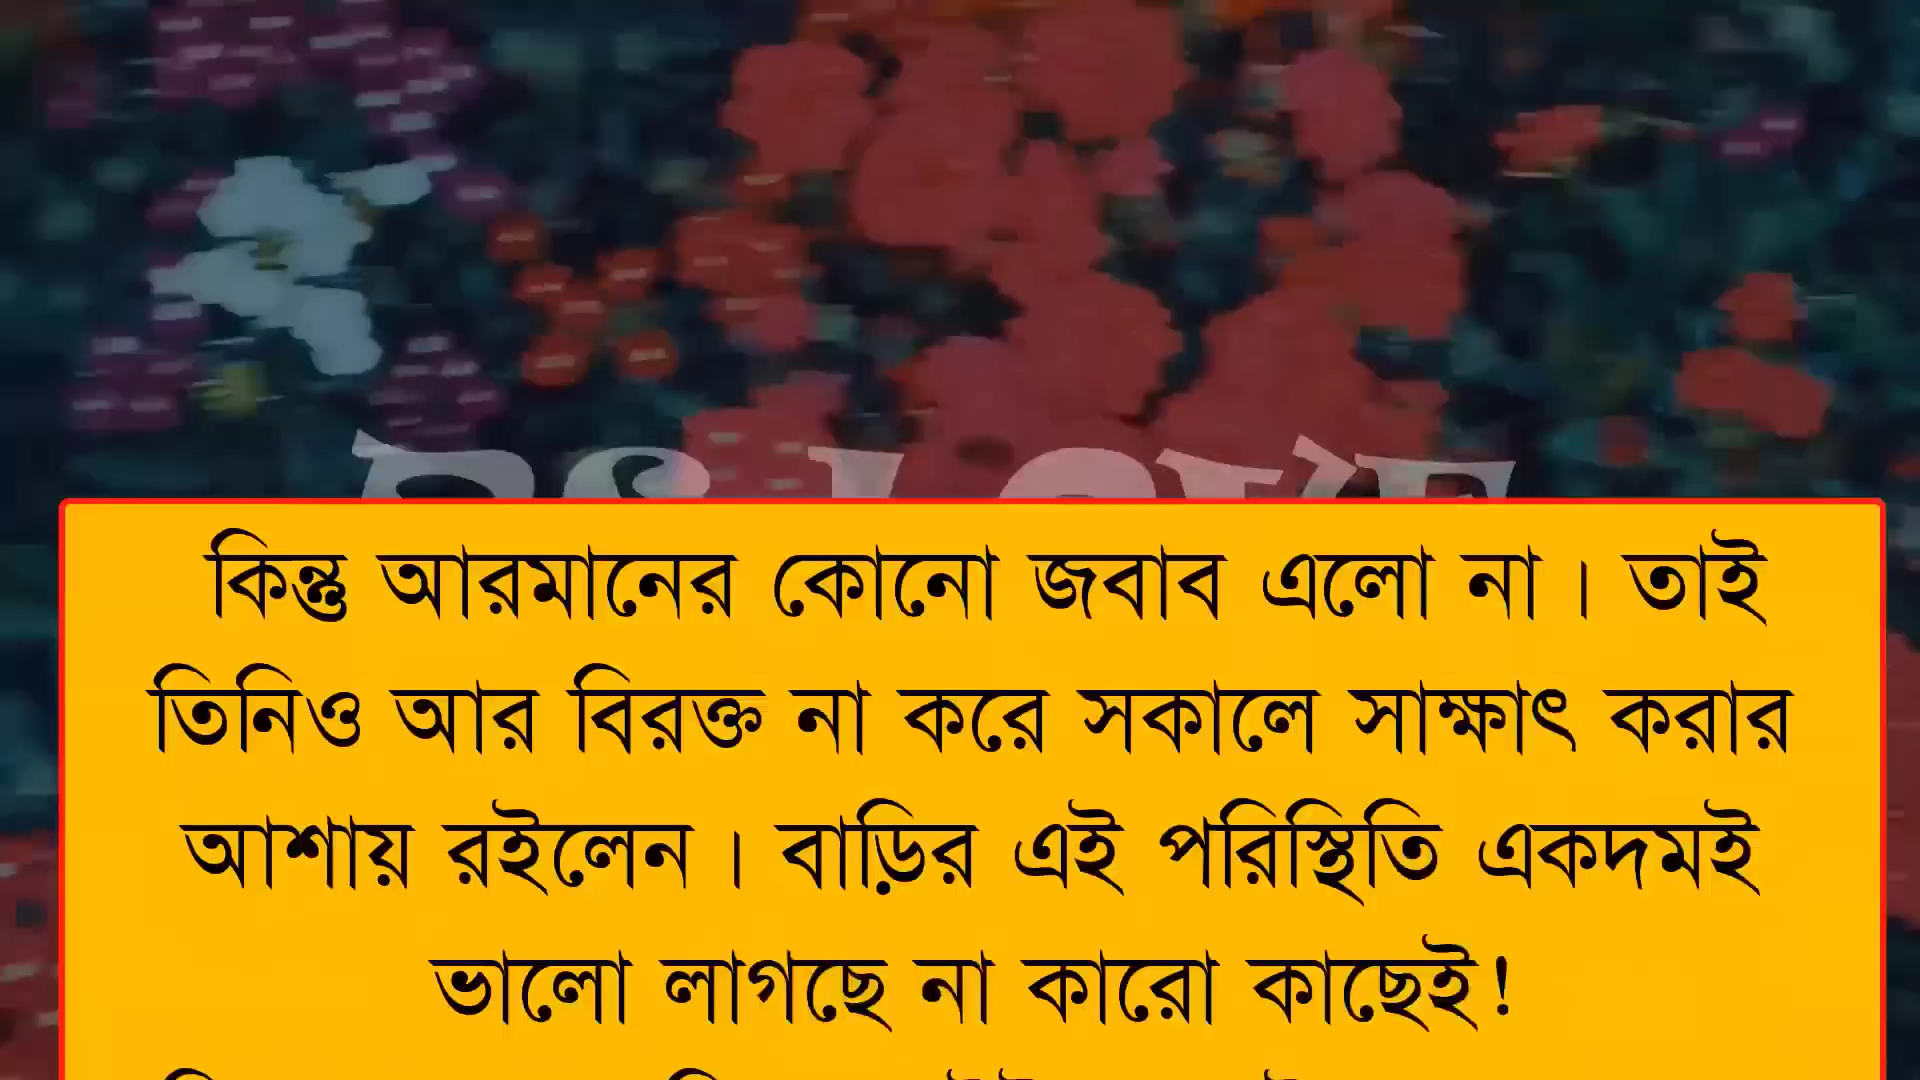 কিন্তু আরমানের কোনো জবাব এলো না। তাই
তিনিও আর বিরক্ত না করে সকালে সাক্ষাৎ করার
আশায় রইলেন। বাড়ির এই পরিস্থিতি একদমই
ভালো লাগছে না কারো কাছেই!